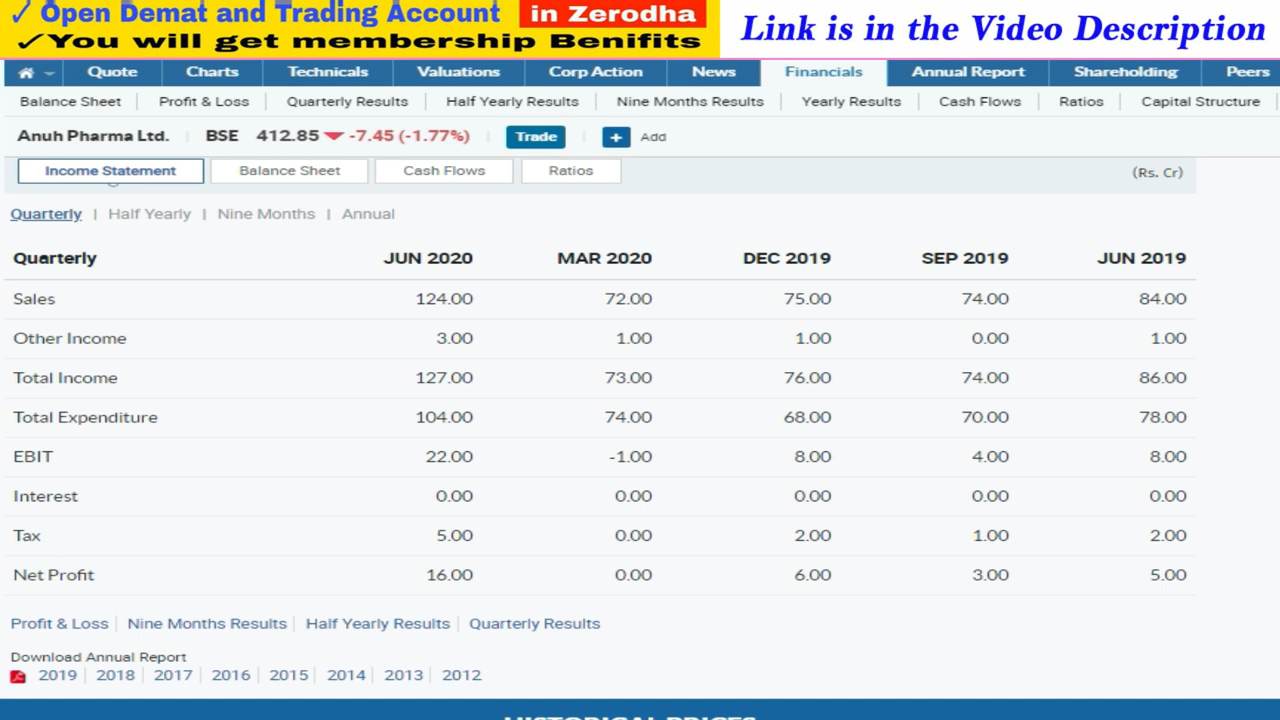 ✓ Open Demat and Trading Account in Zerodha
✓You will get membership Benifits
Link is in the Video Description
Quote Charts Technicals Valuations Corp Action News Financials Annual Report Shareholding Peers
Balance Sheet Profit & Loss Quarterly Results Half Yearly Results Nine Months Results Yearly Results Cash Flows Ratios Capital Structure
Anuh Pharma Ltd. BSE 412.85 -7.45 (-1.77%) Trade + Add
Income Statement Balance Sheet Cash Flows Ratios (Rs. Cr)
Quarterly | Half Yearly | Nine Months | Annual
Quarterly JUN 2020 MAR 2020 DEC 2019 SEP 2019 JUN 2019
Sales 124.00 72.00 75.00 74.00 84.00
Other Income 3.00 1.00 1.00 0.00 1.00
Total Income 127.00 73.00 76.00 74.00 86.00
Total Expenditure 104.00 74.00 68.00 70.00 78.00
EBIT 22.00 -1.00 8.00 4.00 8.00
Interest 0.00 0.00 0.00 0.00 0.00
Tax 5.00 0.00 2.00 1.00 2.00
Net Profit 16.00 0.00 6.00 3.00 5.00
Profit & Loss Nine Months Results Half Yearly Results Quarterly Results
Download Annual Report
2019 2018 2017 2016 2015 2014 2013 2012
HISTORICAL PRICES